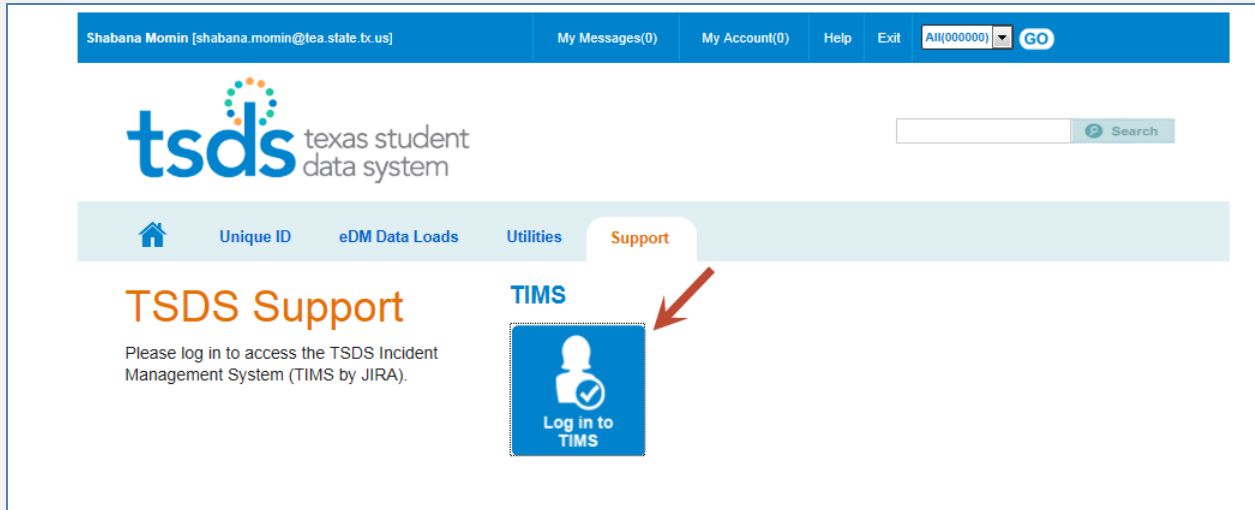 Shabana Momin [shabana.momin@tea.state.tx.us] My Messages(0) My Account(0) Help Exit All(000000) GO
tsds texas student
data system
Search
Unique ID eDM Data Loads Utilities Support
TSDS Support
Please log in to access the TSDS Incident
Management System (TIMS by JIRA).
TIMS
Log in to
TIMS